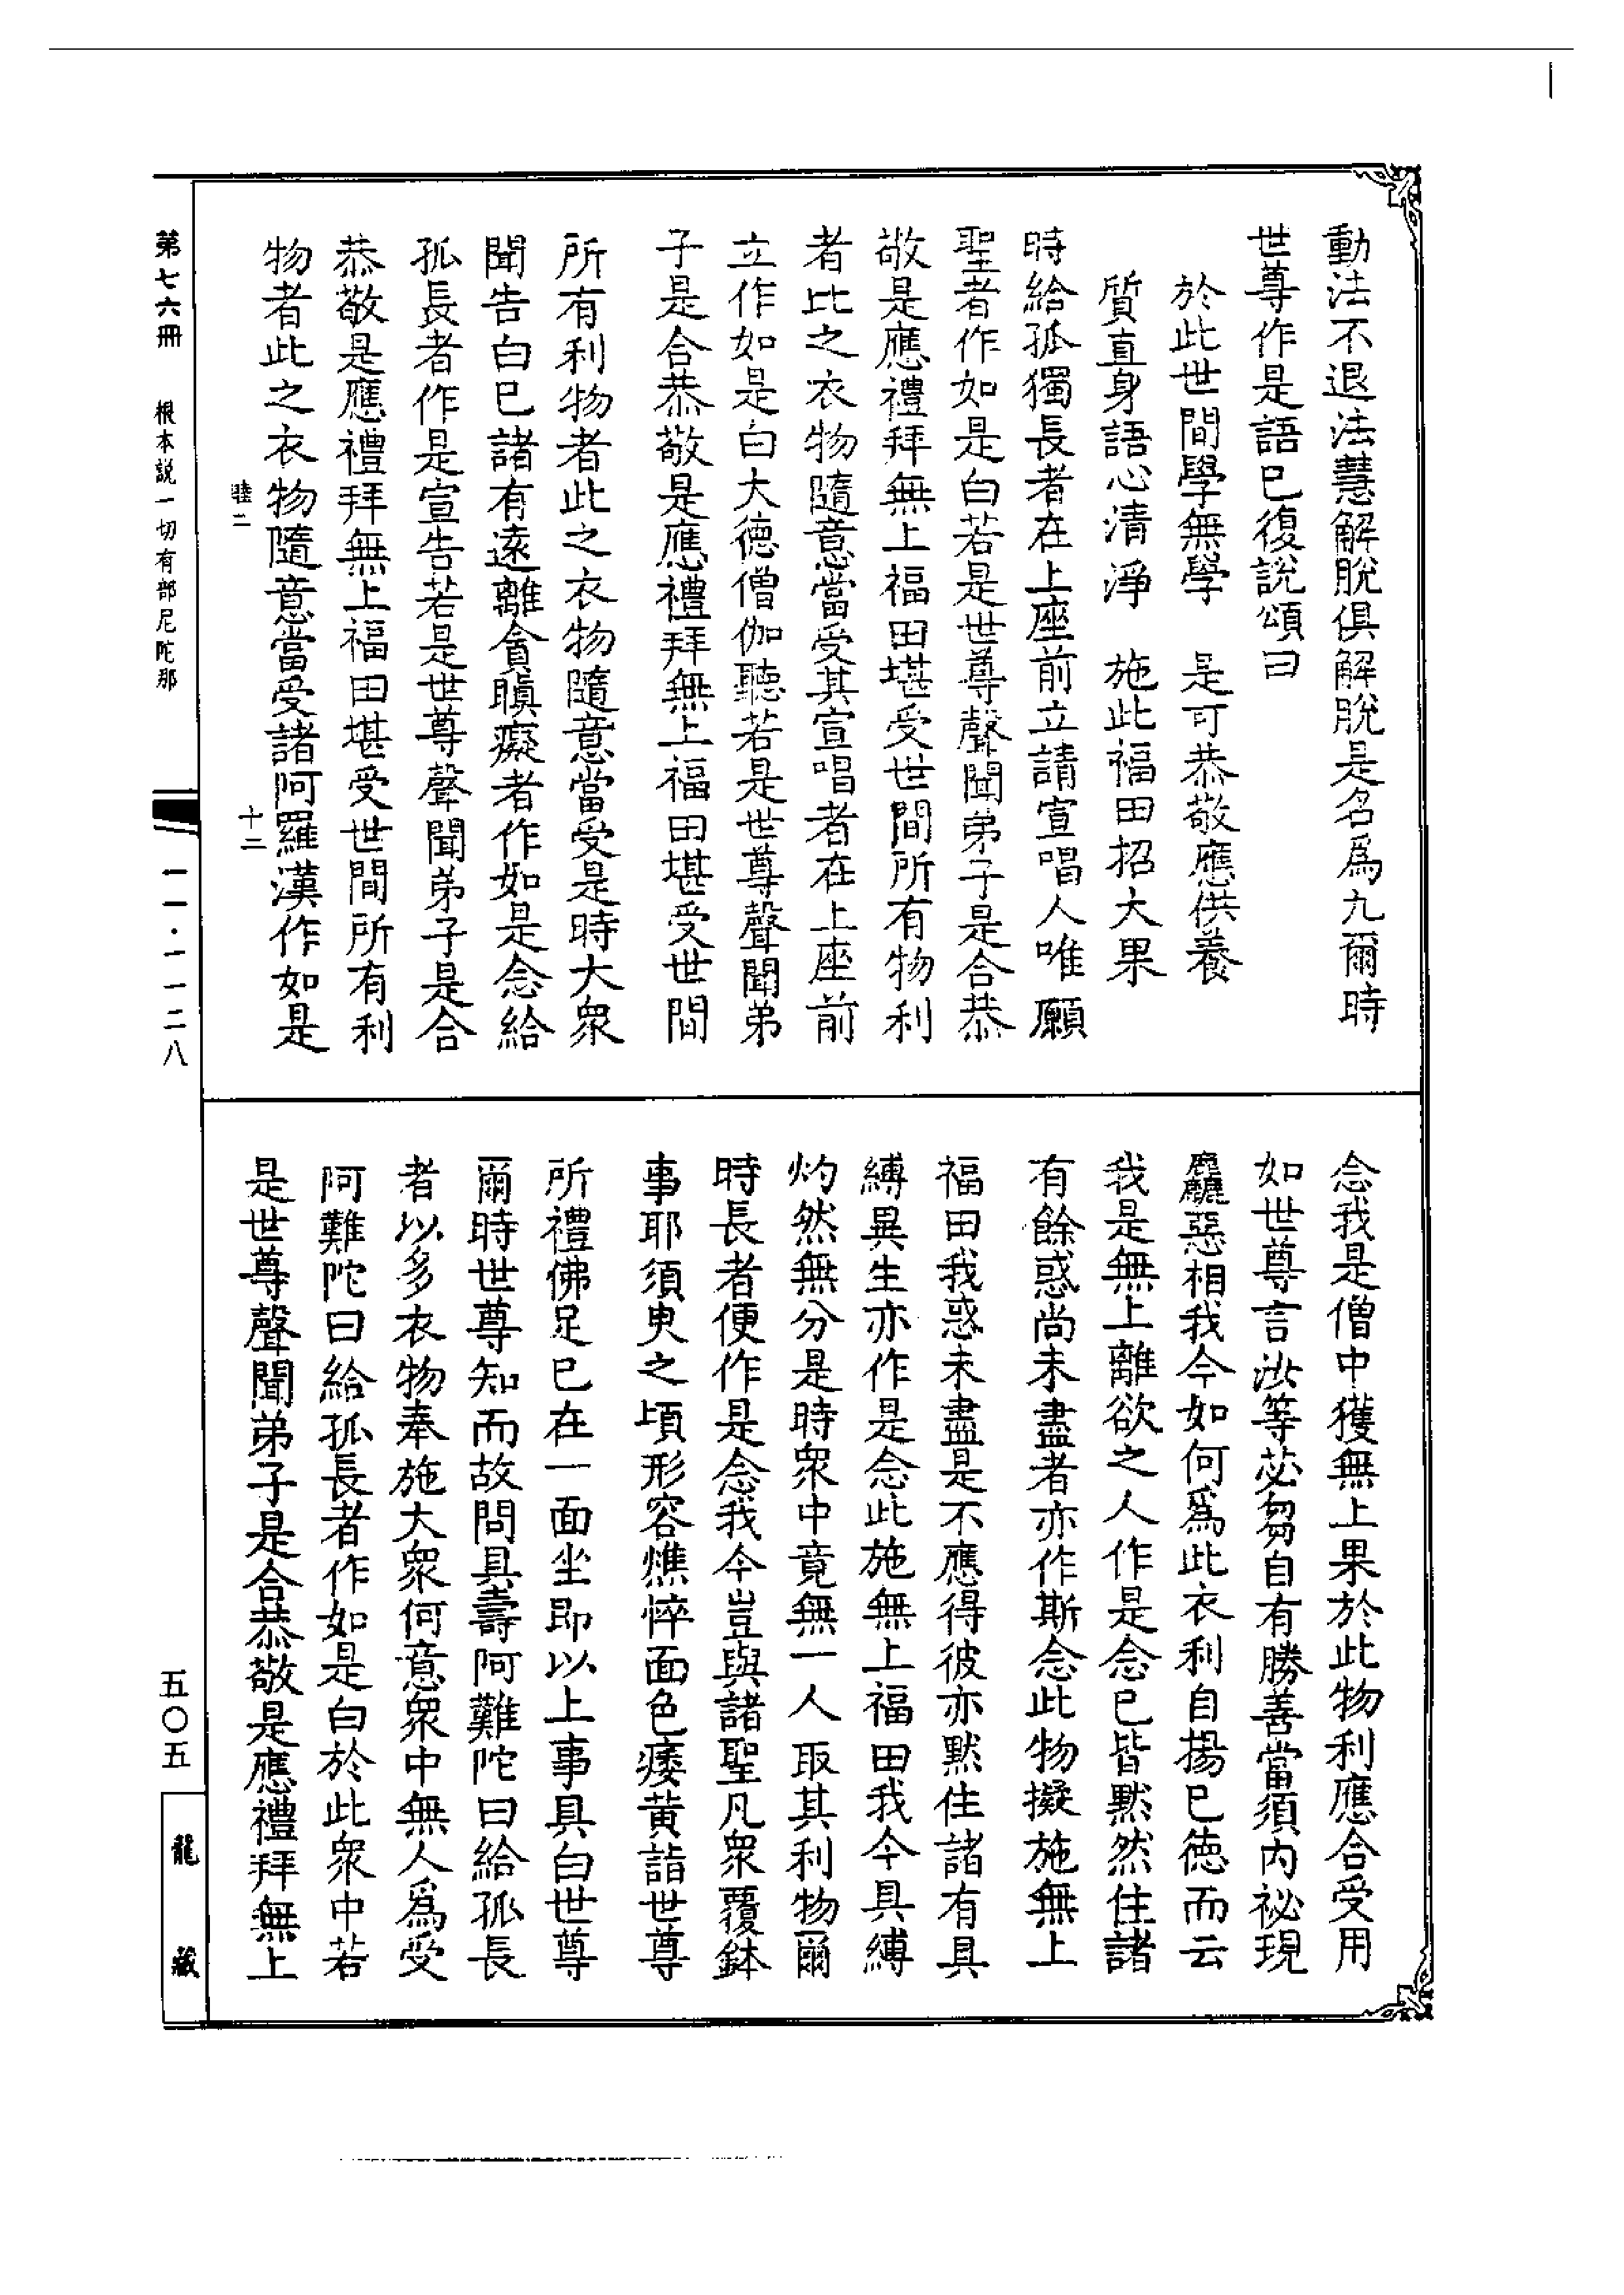 動法不退法慧解脫俱解脫是名爲九爾時
世尊作是語已復說頌曰
於此世間學無學　是可恭敬應供養
質直身語心清淨　施此福田招大果
時給孤獨長者在上座前立請宣唱人唯願
聖者作如是白若是世尊聲聞弟子是合恭
敬是應禮拜無上福田堪受世間所有物利
者此之衣物隨意當受其宣唱者在上座前
立作如是白大德僧伽聽若是世尊聲聞弟
子是合恭敬是應禮拜無上福田堪受世間
所有利物者此之衣物隨意當受是時大衆
聞告白已諸有遠離貪瞋癡者作如是念給
孤長者作是宣告若是世尊聲聞弟子是合
恭敬是應禮拜無上福田堪受世間所有利
物者此之衣物隨意當受諸阿羅漢作如是
睦二　十二
念我是僧中獲無上果於此物利應合受用
如世尊言汝等苾芻自有勝善當須內祕現
麤惡相我今如何爲此衣利自揚已德而云
我是無上離欲之人作是念已皆默然住諸
有餘惑尚未盡者亦作斯念此物擬施無上
福田我惑未盡是不應得彼亦默住諸有具
縛異生亦作是念此施無上福田我今具縛
灼然無分是時衆中竟無一人取其利物爾
時長者便作是念我今豈與諸聖凡衆覆鉢
事耶須臾之頃形容憔悴面色痿黄詣世尊
所禮佛足已在一面坐即以上事具白世尊
爾時世尊知而故問具壽阿難陀曰給孤長
者以多衣物奉施大衆何意衆中無人爲受
阿難陀曰給孤長者作如是白於此衆中若
是世尊聲聞弟子是合恭敬是應禮拜無上
第七六冊　根本説一切有部尼陀那
一一·一一二八
五〇五
龍藏